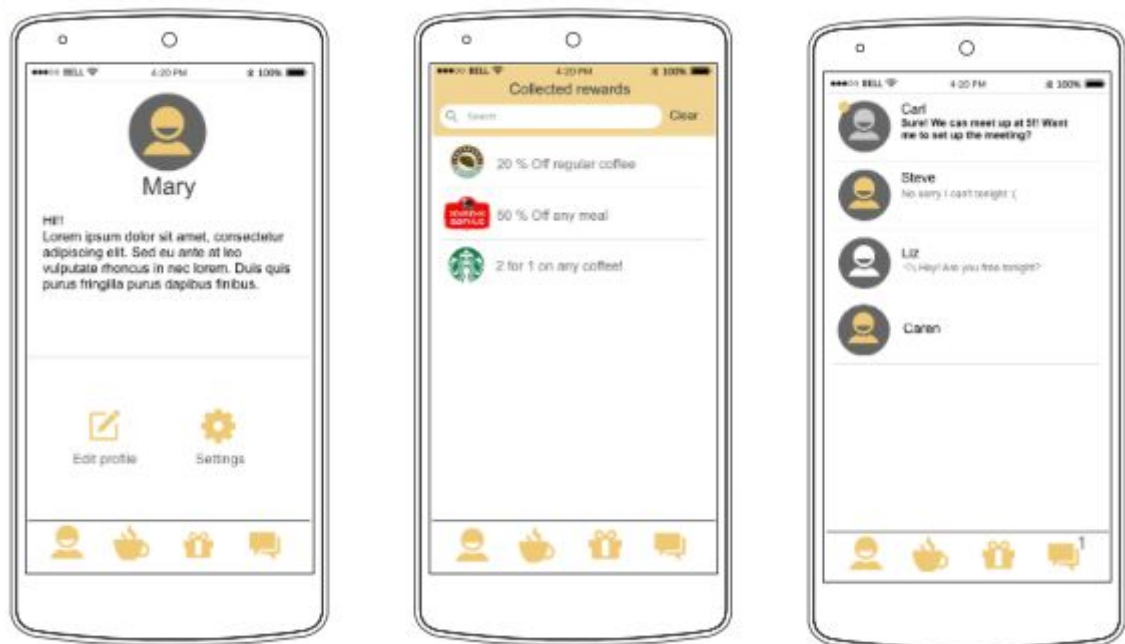 BELL 4:20 PM 100%
Mary
Hi!!
Lorem ipsum dolor sit amet, consectetur
adipiscing elit. Sed eu ante at leo
vulputate rhoncus in nec lorem. Duis quis
purus fringilla purus dapibus finibus.
Edit profile Settings
BELL 4:20 PM 100%
Collected rewards
Search Clear
20 % Off regular coffee
50 % Off any meal
2 for 1 on any coffee!
BELL 4:20 PM 100%
Carl
Sure! We can meet up at 5!! Want
me to set up the meeting?
Steve
No sorry I can't tonight :(
Liz
Hey! Are you free tonight?
Caren
1